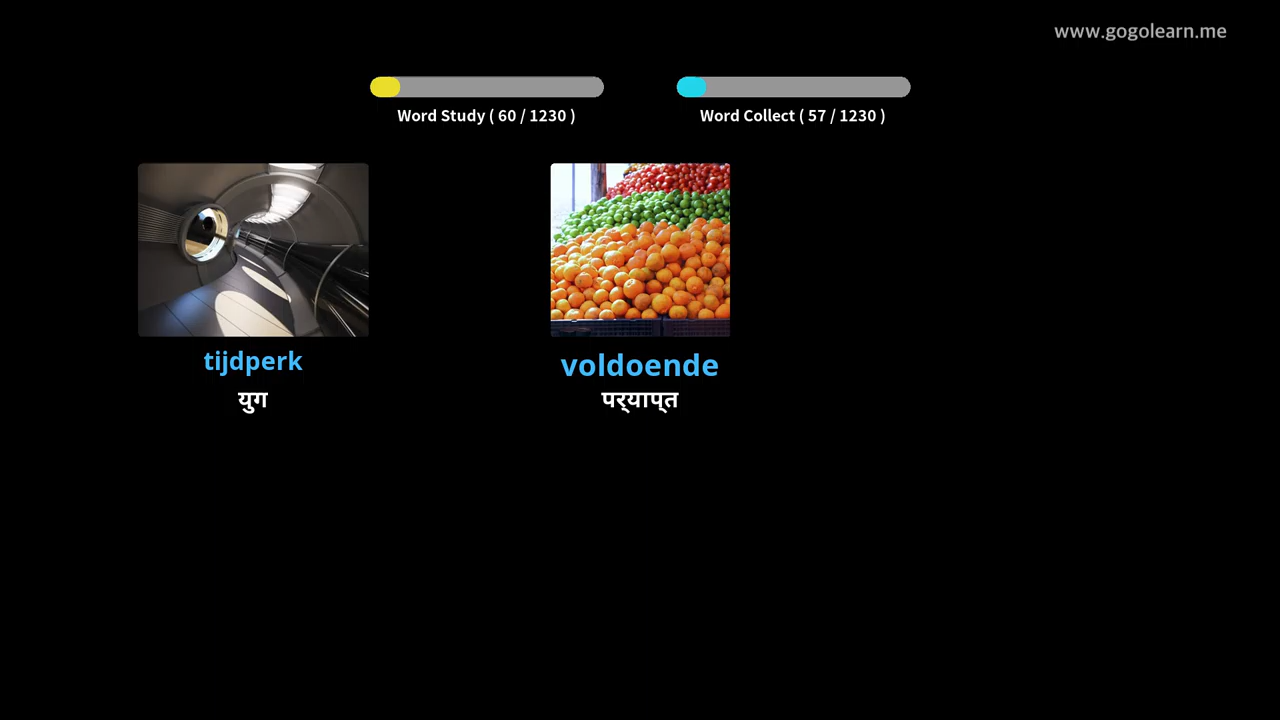 www.gogolearn.me
Word Study ( 60 / 1230 )
Word Collect ( 57 / 1230 )
tijdperk
युग
voldoende
पर्‍याप्‍त